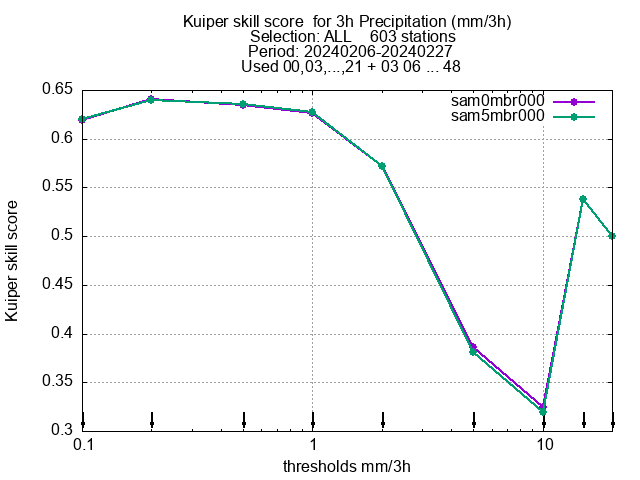 Kuiper skill score  for 3h Precipitation (mm/3h)
Selection: ALL    603 stations
Period: 20240206-20240227
Used 00,03,...,21 + 03 06 ... 48
sam0mbr000
sam5mbr000
0.65
0.6
0.55
0.5
0.45
0.4
0.35
0.3
Kuiper skill score
0.1
1
10
thresholds mm/3h